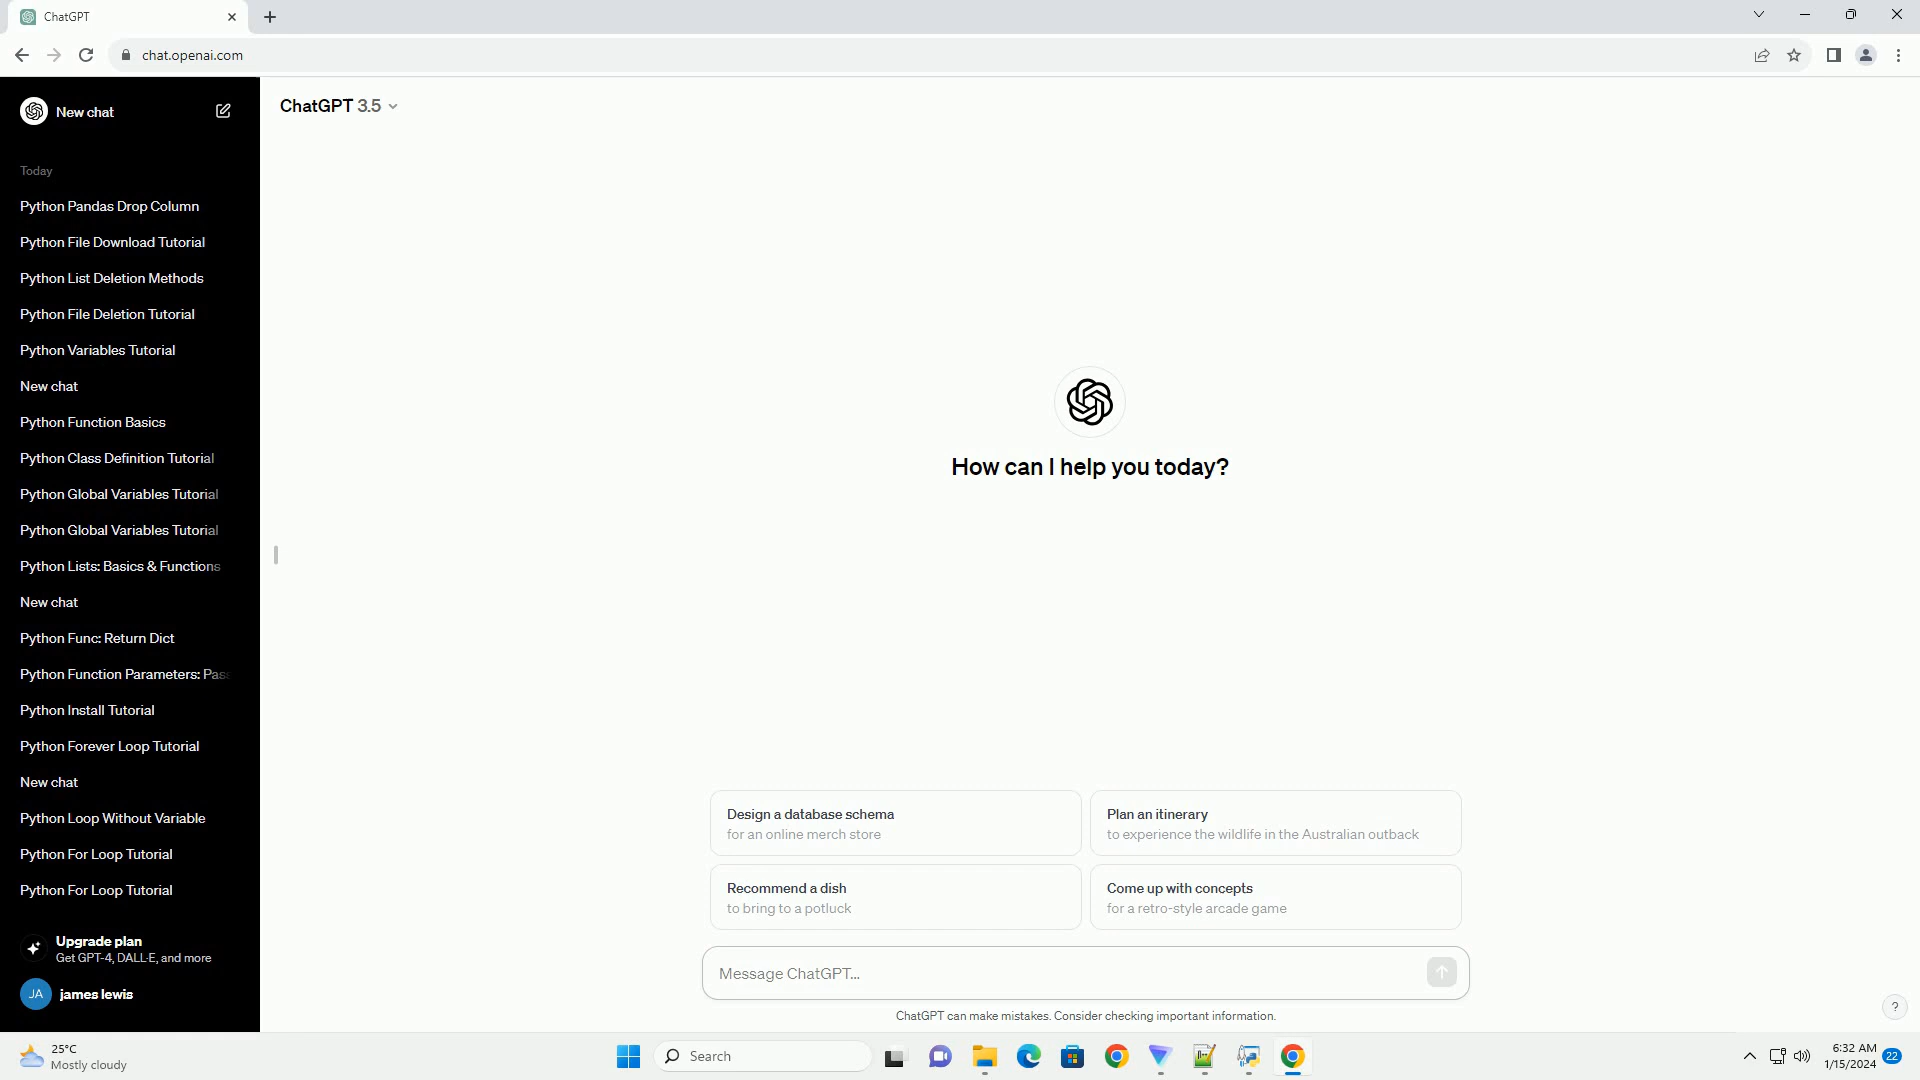 ChatGPT
chat.openai.com
New chat
ChatGPT 3.5
Today
Python Pandas Drop Column
Python File Download Tutorial
Python List Deletion Methods
Python File Deletion Tutorial
Python Variables Tutorial
New chat
Python Function Basics
Python Class Definition Tutorial
Python Global Variables Tutorial
Python Global Variables Tutorial
Python Lists: Basics & Functions
New chat
Python Func: Return Dict
Python Function Parameters: Pass
Python Install Tutorial
Python Forever Loop Tutorial
New chat
Python Loop Without Variable
Python For Loop Tutorial
Python For Loop Tutorial
Upgrade plan
Get GPT-4, DALL·E, and more
JA
james lewis
How can I help you today?
Design a database schema
for an online merch store
Plan an itinerary
to experience the wildlife in the Australian outback
Recommend a dish
to bring to a potluck
Come up with concepts
for a retro-style arcade game
Message ChatGPT...
ChatGPT can make mistakes. Consider checking important information.
?
25°C
Mostly cloudy
Search
6:32 AM
1/15/2024
22